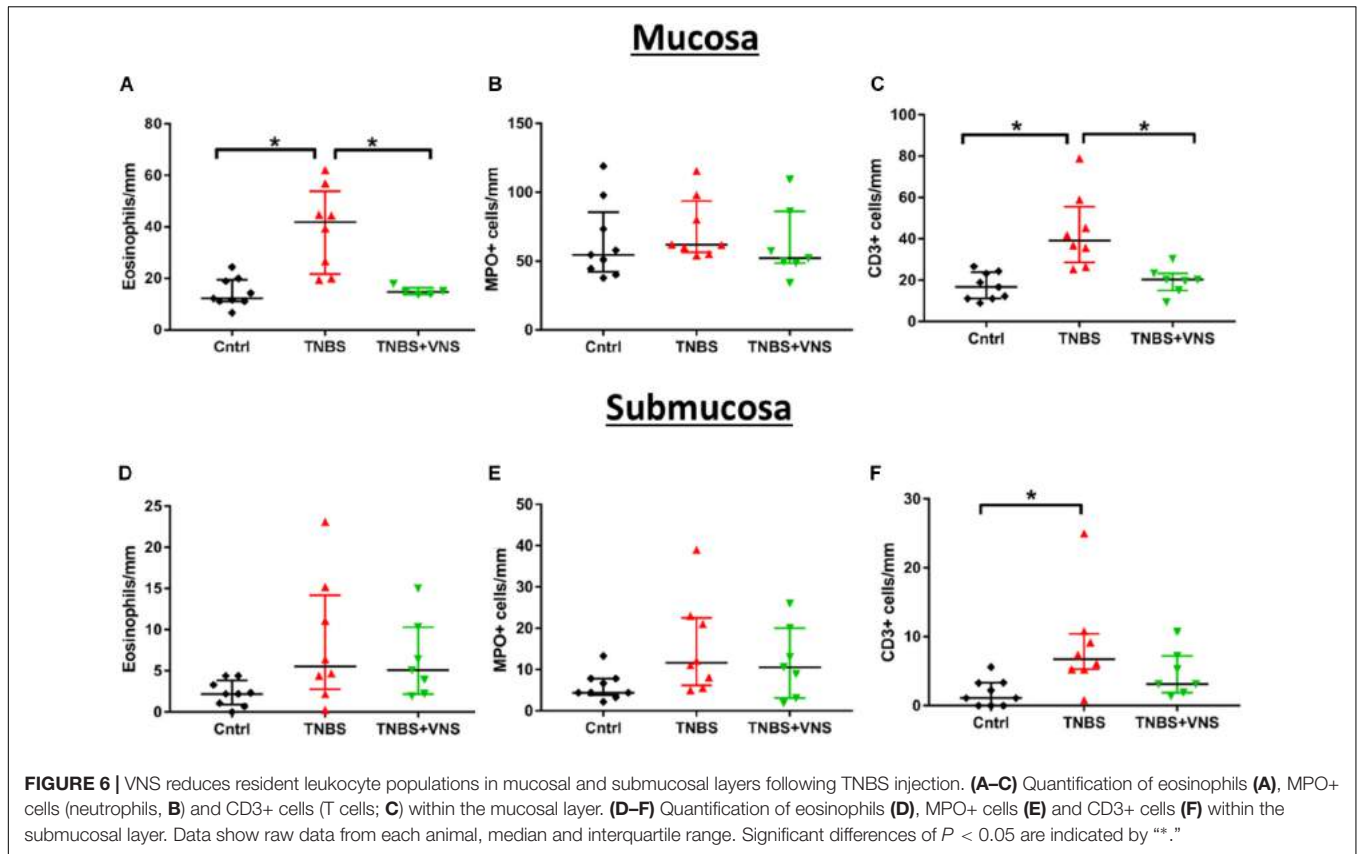 Mucosa
A
B
C
Eosinophils/mm
80
60
40
20
0
*
*
Cntrl
TNBS
TNBS+VNS
MPO+ cells/mm
150
100
50
0
Cntrl
TNBS
TNBS+VNS
CD3+ cells/mm
100
80
60
40
20
0
*
*
Cntrl
TNBS
TNBS+VNS
Submucosa
D
E
F
Eosinophils/mm
25
20
15
10
5
0
Cntrl
TNBS
TNBS+VNS
MPO+ cells/mm
50
40
30
20
10
0
Cntrl
TNBS
TNBS+VNS
CD3+ cells/mm
30
20
10
0
*
Cntrl
TNBS
TNBS+VNS
FIGURE 6 | VNS reduces resident leukocyte populations in mucosal and submucosal layers following TNBS injection. (A–C) Quantification of eosinophils (A), MPO+
cells (neutrophils, B) and CD3+ cells (T cells; C) within the mucosal layer. (D–F) Quantification of eosinophils (D), MPO+ cells (E) and CD3+ cells (F) within the
submucosal layer. Data show raw data from each animal, median and interquartile range. Significant differences of P < 0.05 are indicated by “*.”